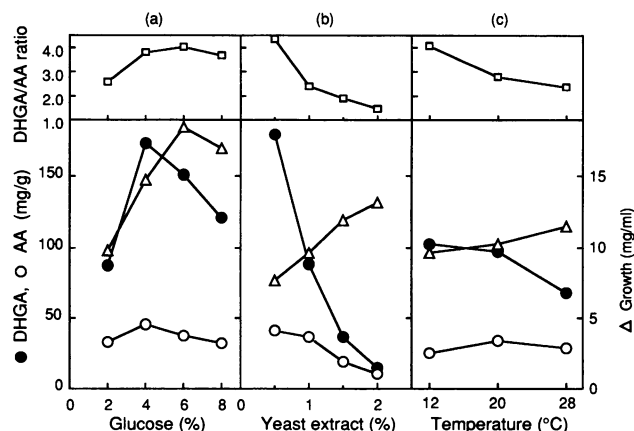 (a) (b) (c)
DHGA/AA ratio
4.0
3.0
2.0
1.0
● DHGA, ○ AA (mg/g)
150
100
50
0
15
10
5
0
△ Growth (mg/ml)
0 2 4 6 8 0 1 2 12 20 28
Glucose (%) Yeast extract (%) Temperature (°C)